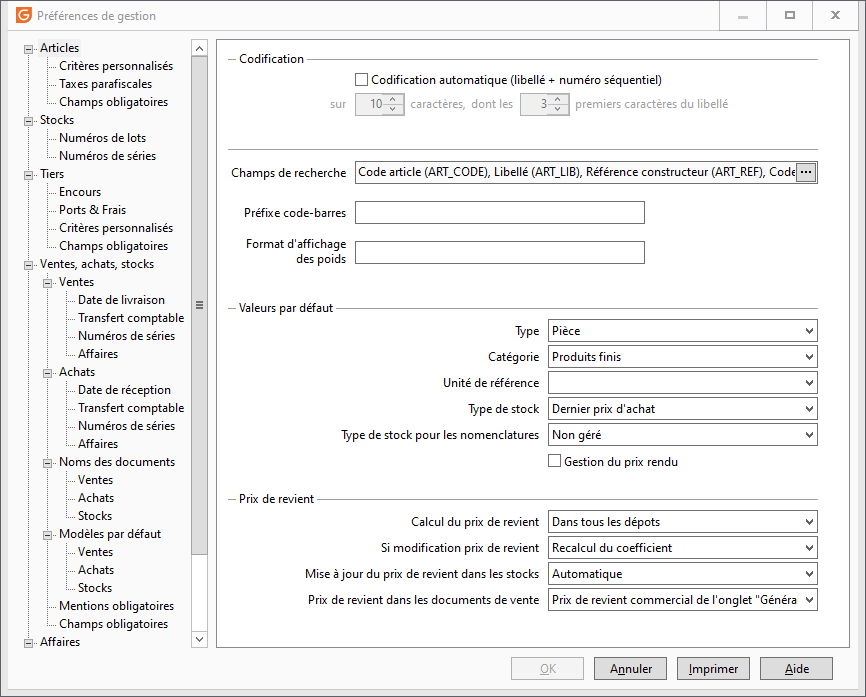 Préférences de gestion
Articles
Critères personnalisés
Taxes parafiscales
Champs obligatoires
Stocks
Numéros de lots
Numéros de séries
Tiers
Encours
Ports & Frais
Critères personnalisés
Champs obligatoires
Ventes, achats, stocks
Ventes
Date de livraison
Transfert comptable
Numéros de séries
Affaires
Achats
Date de réception
Transfert comptable
Numéros de séries
Affaires
Noms des documents
Ventes
Achats
Stocks
Modèles par défaut
Ventes
Achats
Stocks
Mentions obligatoires
Champs obligatoires
Affaires
Codification
Codification automatique (libellé + numéro séquentiel)
sur 10 caractères, dont les 3 premiers caractères du libellé
Champs de recherche Code article (ART_CODE), Libellé (ART_LIB), Référence constructeur (ART_REF), Code ...
Préfixe code-barres
Format d'affichage
des poids
Valeurs par défaut
Type Pièce
Catégorie Produits finis
Unité de référence
Type de stock Dernier prix d'achat
Type de stock pour les nomenclatures Non géré
Gestion du prix rendu
Prix de revient
Calcul du prix de revient Dans tous les dépots
Si modification prix de revient Recalcul du coefficient
Mise à jour du prix de revient dans les stocks Automatique
Prix de revient dans les documents de vente Prix de revient commercial de l'onglet "Généra
OK Annuler Imprimer Aide